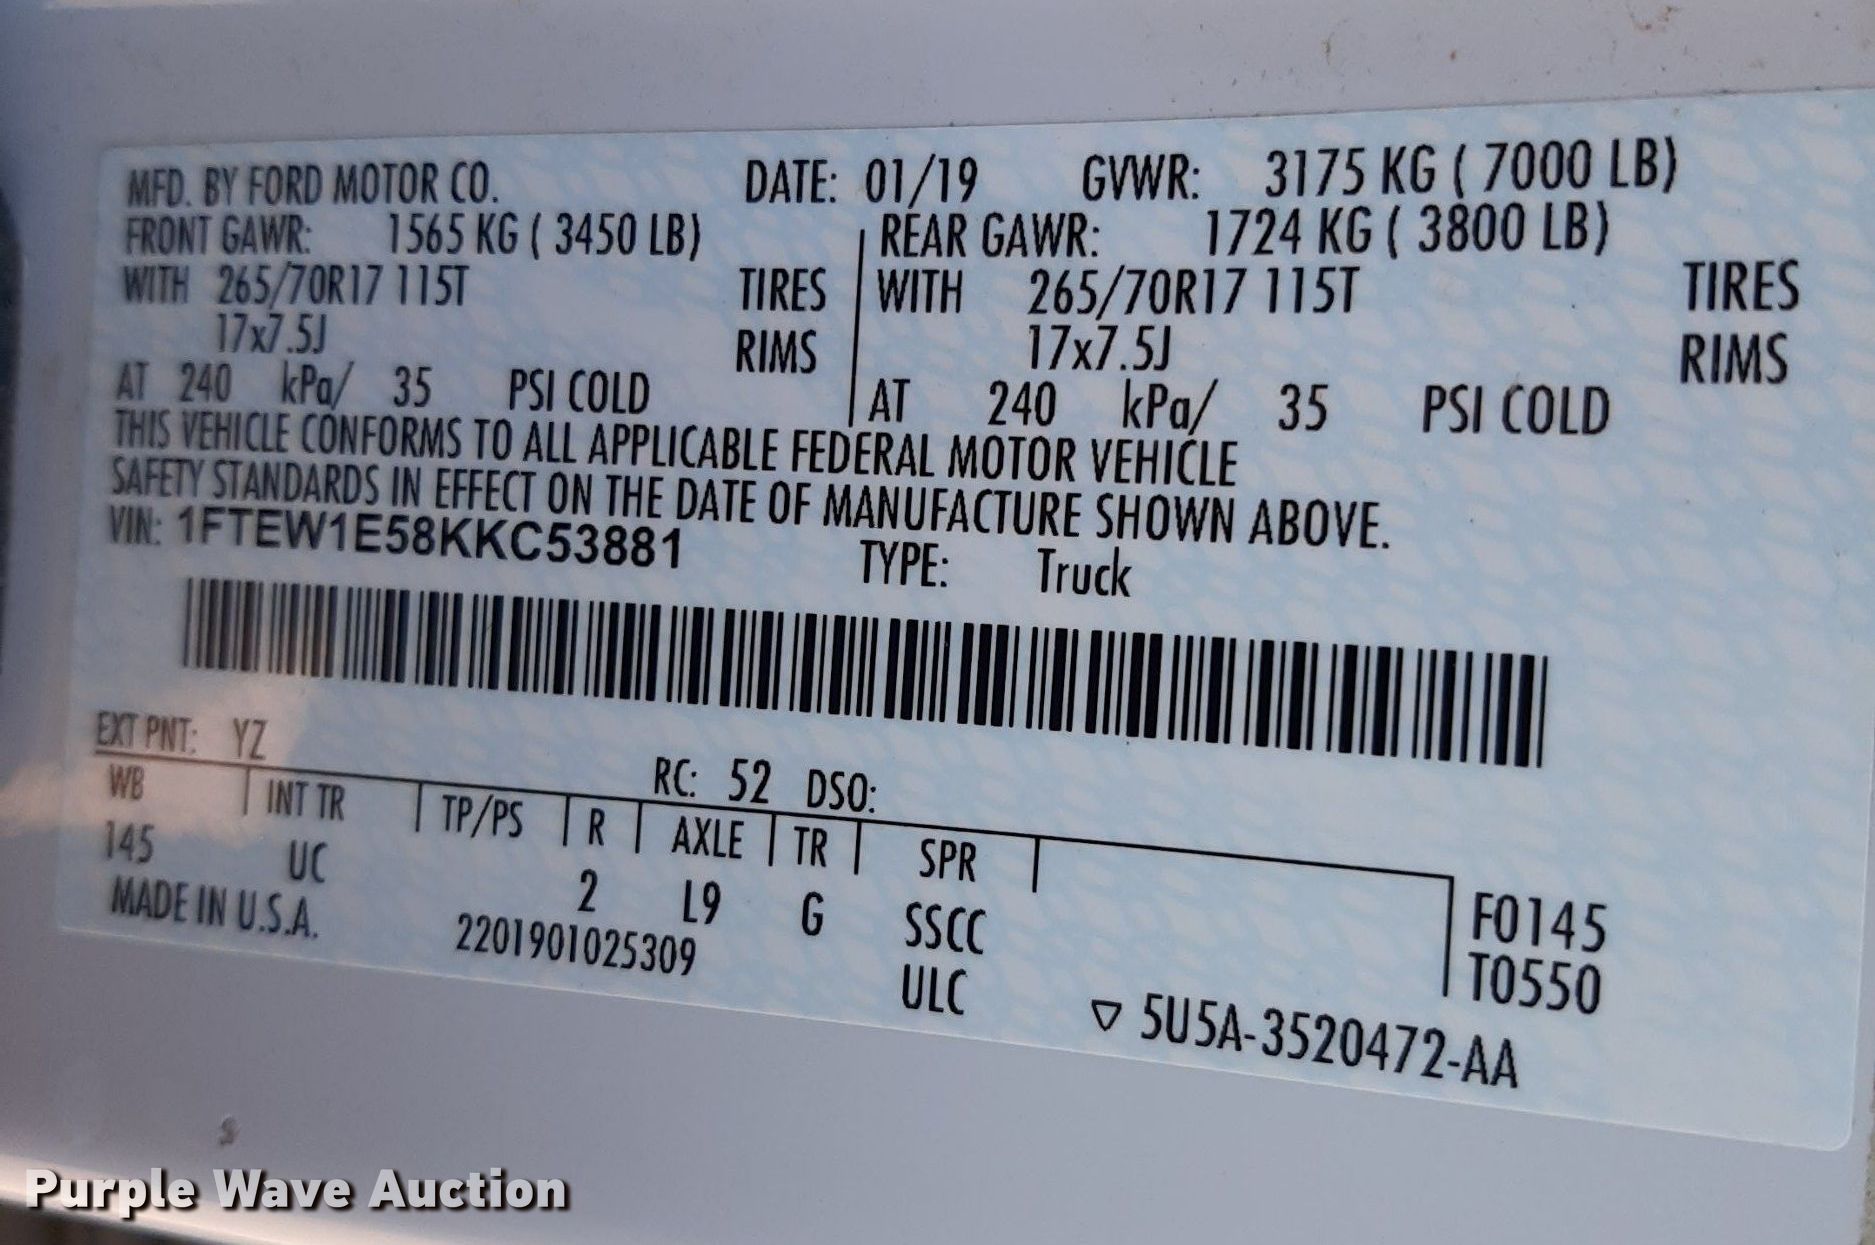 MFD. BY FORD MOTOR CO. DATE: 01/19 GVWR: 3175 KG ( 7000 LB)
FRONT GAWR: 1565 KG ( 3450 LB) REAR GAWR: 1724 KG ( 3800 LB)
WITH 265/70R17 115T TIRES WITH 265/70R17 115T TIRES
17x7.5J RIMS 17x7.5J RIMS
AT 240 kPa/ 35 PSI COLD AT 240 kPa/ 35 PSI COLD
THIS VEHICLE CONFORMS TO ALL APPLICABLE FEDERAL MOTOR VEHICLE
SAFETY STANDARDS IN EFFECT ON THE DATE OF MANUFACTURE SHOWN ABOVE.
VIN: 1FTEW1E58KKC53881 TYPE: Truck
EXT PNT: YZ RC: 52 DSO:
WB INT TR TP/PS R AXLE TR SPR
145 UC 2 L9 G SSCC F0145
MADE IN U.S.A. 2201901025309 ULC T0550
▽ 5U5A-3520472-AA
Purple Wave Auction